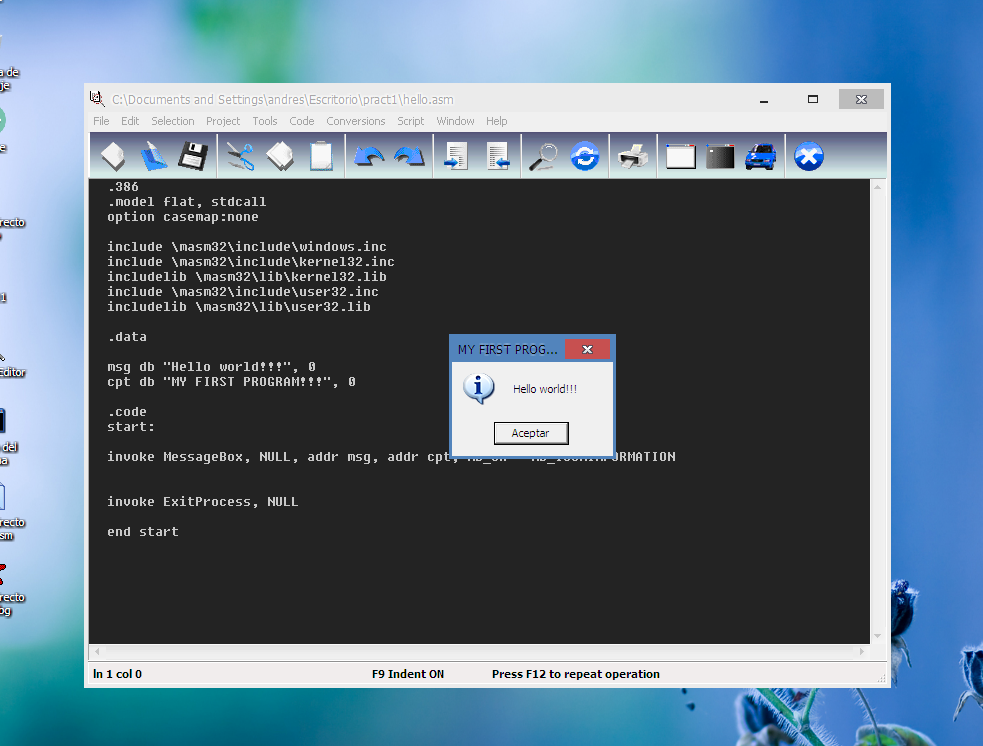 C:\Documents and Settings\andres\Escritorio\pract1\hello.asm
File Edit Selection Project Tools Code Conversions Script Window Help
.386
.model flat, stdcall
option casemap:none
include \masm32\include\windows.inc
include \masm32\include\kernel32.inc
includelib \masm32\lib\kernel32.lib
include \masm32\include\user32.inc
includelib \masm32\lib\user32.lib
.data
msg db "Hello world!!!", 0
cpt db "MY FIRST PROGRAM!!!", 0
.code
start:
invoke MessageBox, NULL, addr msg, addr cpt,
invoke ExitProcess, NULL
end start
MY FIRST PROG...
Hello world!!!
Aceptar
ln 1 col 0 F9 Indent ON Press F12 to repeat operation
de
je
e
recto
1
Editor
del
recto
sm
recto